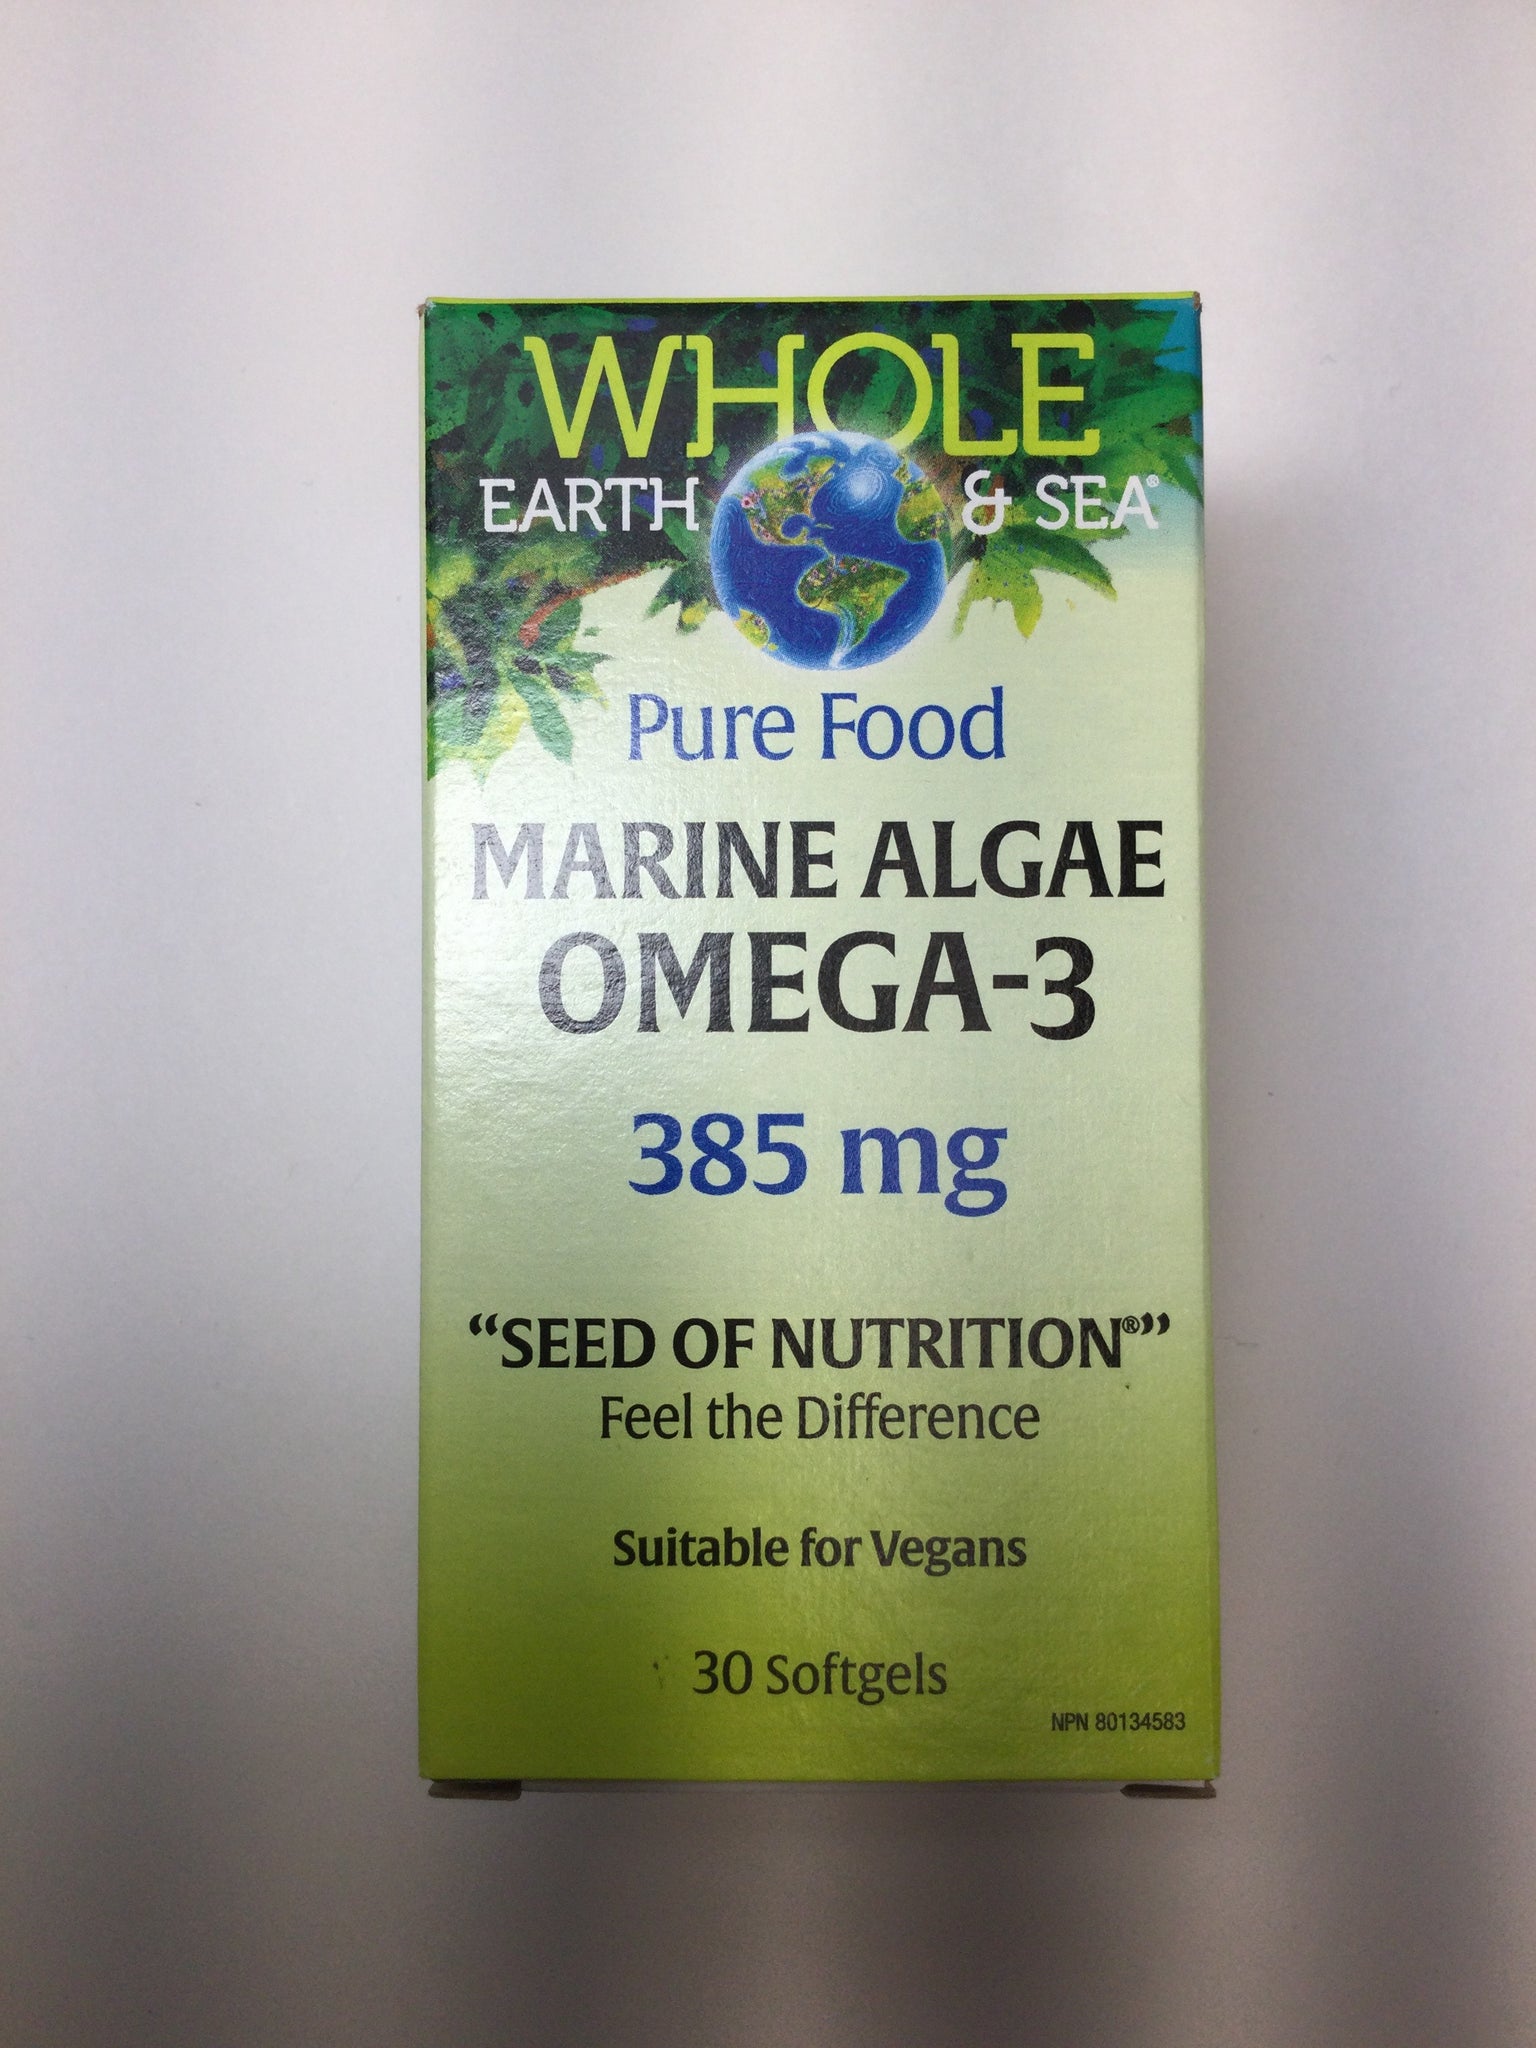 WHOLE
EARTH & SEA®
Pure Food
MARINE ALGAE
OMEGA-3
385 mg
“SEED OF NUTRITION®”
Feel the Difference
Suitable for Vegans
30 Softgels
NPN 80134583